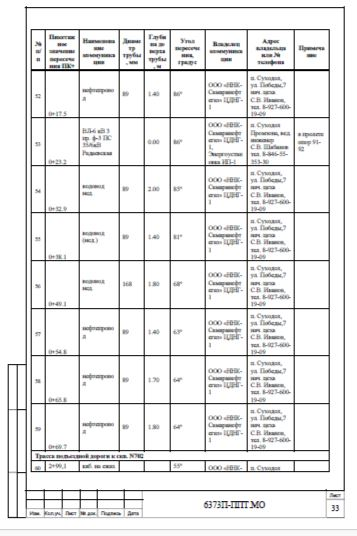 № п/п
Пикетажное значение пересечения ПК+
Наименование коммуникации
Диаметр трубы, мм
Глубина до верха трубы, м
Угол пересечения, градус
Владелец коммуникации
Адрес владельца или № телефона
Примечание
52
0+17.5
нефтепровод
89
1.40
86°
ООО «ННК-Самаранефтегаз» ЦДНГ-1
п. Суходол, ул. Победы,7 нач. цеха С.В. Иванов, тел. 8-927-600-19-09
53
0+23.2
ВЛ-6 кВ 3 пр. ф-3 ПС 35/6кВ Радаевская
0.00
86°
ООО «ННК-Самаранефтегаз» ЦДНГ-1,
п. Суходол
вед. инженер С.В. Шабанов тел. 8-846-55-353-30
в пролете опор 91-92
54
0+32.9
водовод мед.
89
2.00
83°
ООО «ННК-Самаранефтегаз» ЦДНГ-1
п. Суходол, ул. Победы,7 нач. цеха С.В. Иванов, тел. 8-927-600-19-09
55
0+38.1
водовод (мед.)
89
1.40
81°
ООО «ННК-Самаранефтегаз» ЦДНГ-1
п. Суходол, ул. Победы,7 нач. цеха С.В. Иванов, тел. 8-927-600-19-09
56
0+49.1
водовод мед.
168
1.80
68°
ООО «ННК-Самаранефтегаз» ЦДНГ-1
п. Суходол, ул. Победы,7 нач. цеха С.В. Иванов, тел. 8-927-600-19-09
57
0+54.8
нефтепровод
89
1.40
63°
ООО «ННК-Самаранефтегаз» ЦДНГ-1
п. Суходол, ул. Победы,7 нач. цеха С.В. Иванов, тел. 8-927-600-19-09
58
0+65.8
нефтепровод
89
1.70
64°
ООО «ННК-Самаранефтегаз» ЦДНГ-1
п. Суходол, ул. Победы,7 нач. цеха С.В. Иванов, тел. 8-927-600-19-09
59
0+69.7
нефтепровод
89
1.80
64°
ООО «ННК-Самаранефтегаз» ЦДНГ-1
п. Суходол, ул. Победы,7 нач. цеха С.В. Иванов, тел. 8-927-600-19-09
Трасса подъездной дороги к скв. N702
60
2+99,1
каб. на скваж
55°
ООО «ННК-
п. Суходол
Изм. Кол.уч. Лист № док. Подпись Дата
6373П-ППТ.МО
Лист
33